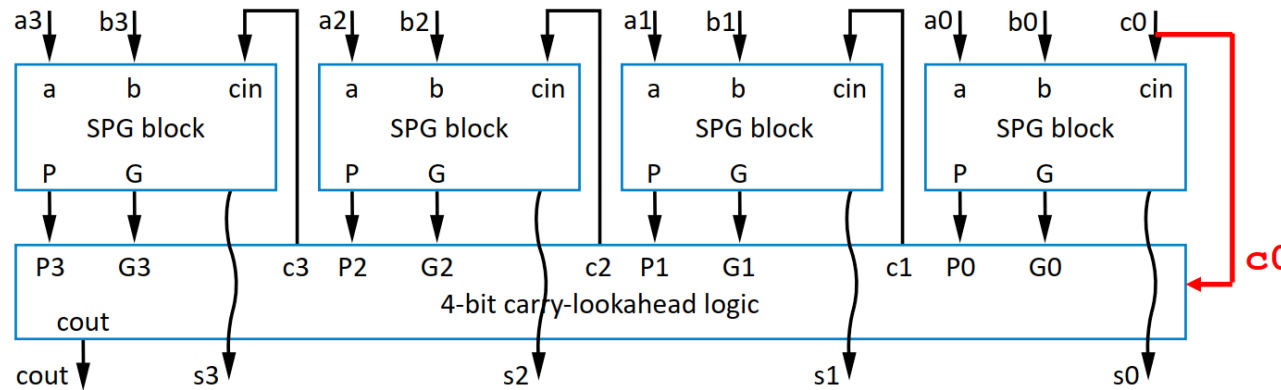 a3 b3 a2 b2 a1 b1 a0 b0 c0
a b cin a b cin a b cin a b cin
SPG block SPG block SPG block SPG block
P G P G P G P G
P3 G3 c3 P2 G2 c2 P1 G1 c1 P0 G0 c0
4-bit carry-lookahead logic
cout
cout s3 s2 s1 s0